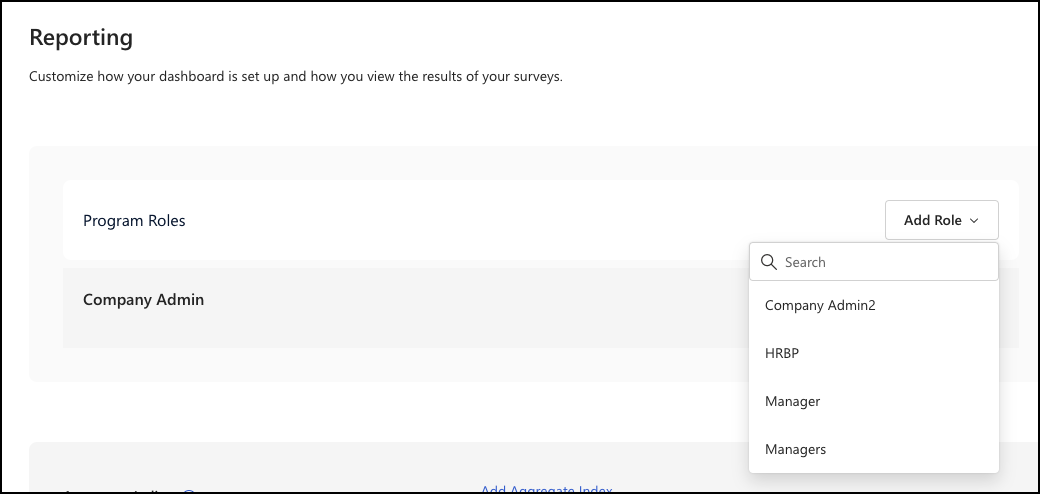 Reporting
Customize how your dashboard is set up and how you view the results of your surveys.
Program Roles
Add Role
Search
Company Admin
Company Admin2
HRBP
Manager
Managers
Add Aggregate Index